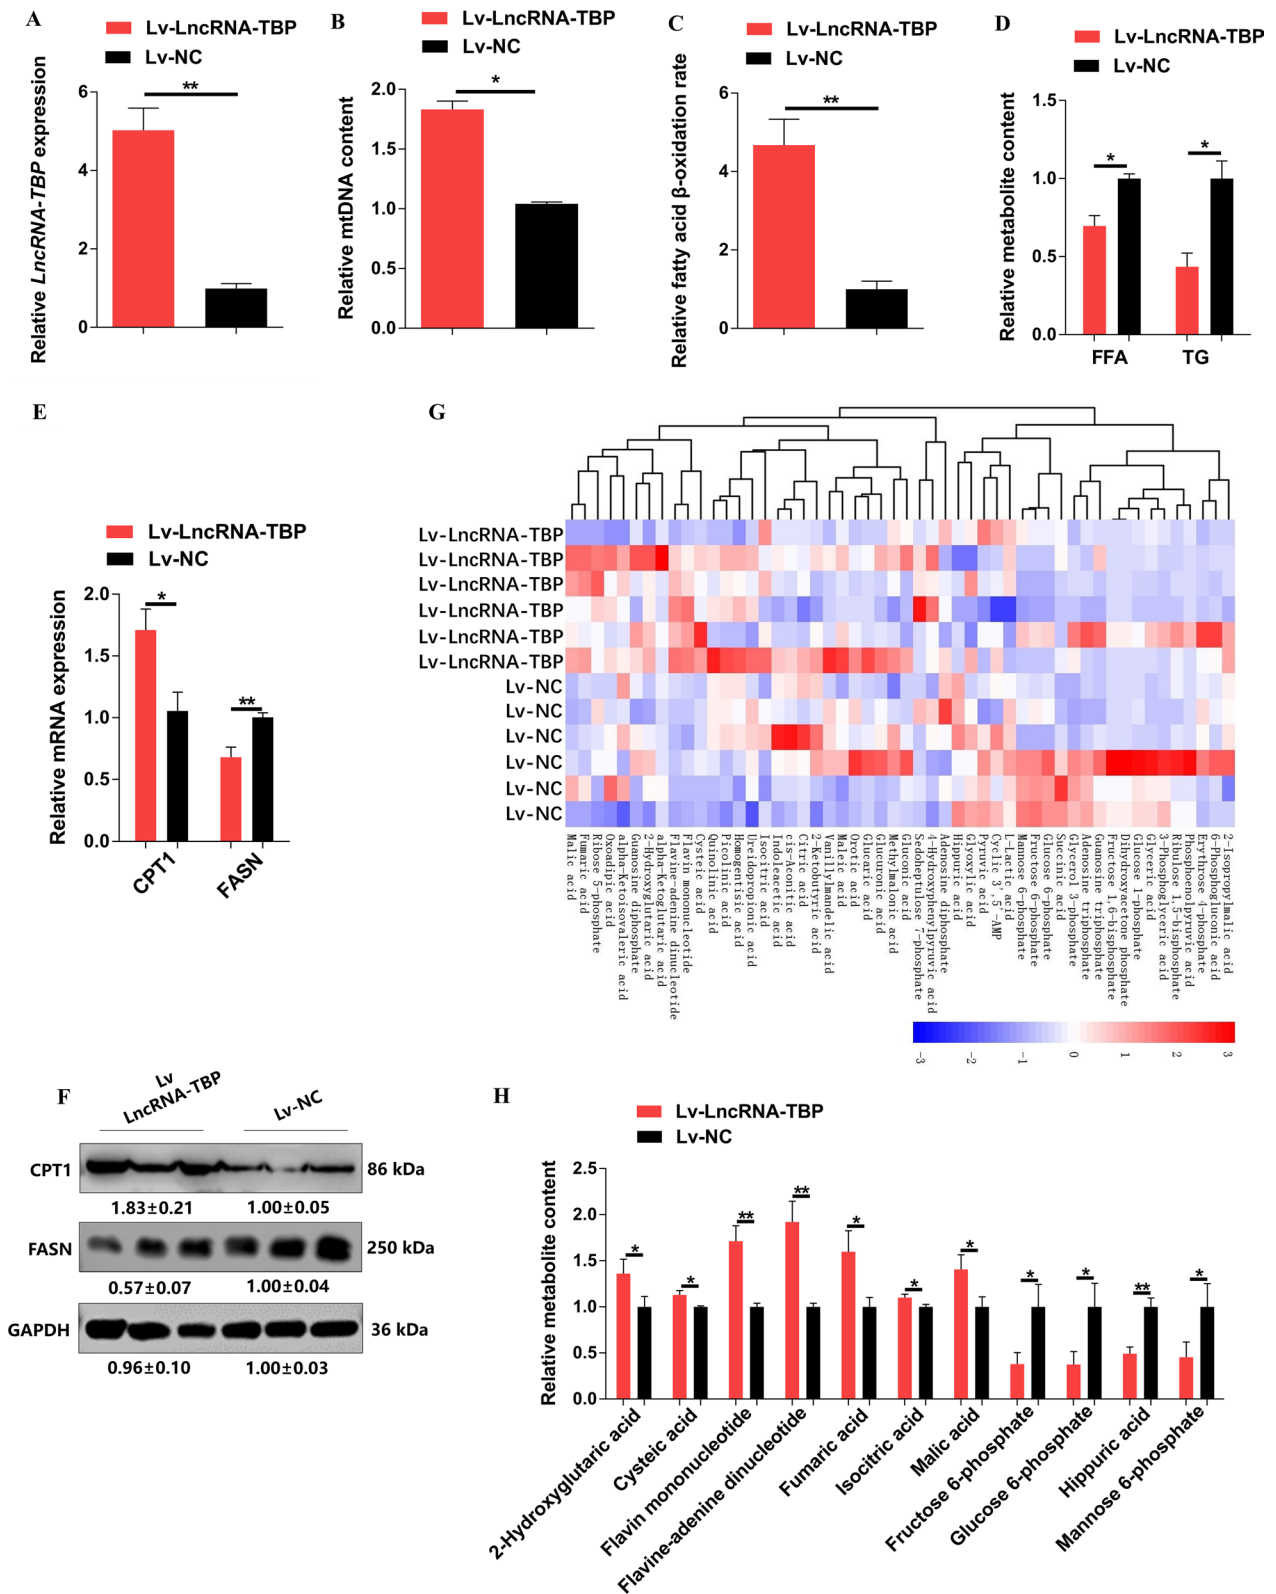 A
Lv-LncRNA-TBP
Lv-NC
**
Relative LncRNA-TBP expression
6
4
2
0
B
Lv-LncRNA-TBP
Lv-NC
*
Relative mtDNA content
2.0
1.5
1.0
0.5
0.0
C
Lv-LncRNA-TBP
Lv-NC
**
Relative fatty acid β-oxidation rate
6
4
2
0
D
Lv-LncRNA-TBP
Lv-NC
*
*
Relative metabolite content
1.5
1.0
0.5
0.0
FFA
TG
E
Lv-LncRNA-TBP
Lv-NC
*
**
Relative mRNA expression
2.0
1.5
1.0
0.5
0.0
CPT1
FASN
G
Lv-LncRNA-TBP
Lv-LncRNA-TBP
Lv-LncRNA-TBP
Lv-LncRNA-TBP
Lv-LncRNA-TBP
Lv-LncRNA-TBP
Lv-NC
Lv-NC
Lv-NC
Lv-NC
Lv-NC
Lv-NC
Malic acid
Fumaric acid
Ribose 5-phosphate
Oxoadipic acid
alpha-Ketoisovaleric acid
Guanosine diphosphate
2-Hydroxyglutaric acid
alpha-Ketoglutaric acid
Flavine-adenine dinucleotide
Flavin mononucleotide
Cysteic acid
Quinolinic acid
Picolinic acid
Homogentisic acid
Ureidopropionic acid
Isocitric acid
Indoleacetic acid
cis-Aconitic acid
Citric acid
2-Ketobutyric acid
Vanillylmandelic acid
Maleic acid
Orotic acid
Glucaric acid
Glucuronic acid
Methylmalonic acid
Gluconic acid
Sedoheptulose 7-phosphate
4-Hydroxyphenylpyruvic acid
Adenosine diphosphate
Hippuric acid
Glyoxylic acid
Pyruvic acid
Cyclic 3',5'-AMP
L-Lactic acid
Mannose 6-phosphate
Fructose 6-phosphate
Glucose 6-phosphate
Succinic acid
Glycerol 3-phosphate
Adenosine triphosphate
Guanosine triphosphate
Fructose 1,6-bisphosphate
Dihydroxyacetone phosphate
Glucose 1-phosphate
Glyceric acid
3-Phosphoglyceric acid
Ribulose 1,5-bisphosphate
Phosphoenolpyruvic acid
Erythrose 4-phosphate
6-Phosphogluconic acid
2-Isopropylmalic acid
-3
-2
-1
0
1
2
3
F
Lv
LncRNA-TBP
Lv-NC
CPT1
86 kDa
1.83±0.21
1.00±0.05
FASN
250 kDa
0.57±0.07
1.00±0.04
GAPDH
36 kDa
0.96±0.10
1.00±0.03
H
Lv-LncRNA-TBP
Lv-NC
*
*
**
**
*
*
*
*
*
**
*
Relative metabolite content
2.5
2.0
1.5
1.0
0.5
0.0
2-Hydroxyglutaric acid
Cysteic acid
Flavin mononucleotide
Flavine-adenine dinucleotide
Fumaric acid
Isocitric acid
Malic acid
Fructose 6-phosphate
Glucose 6-phosphate
Hippuric acid
Mannose 6-phosphate